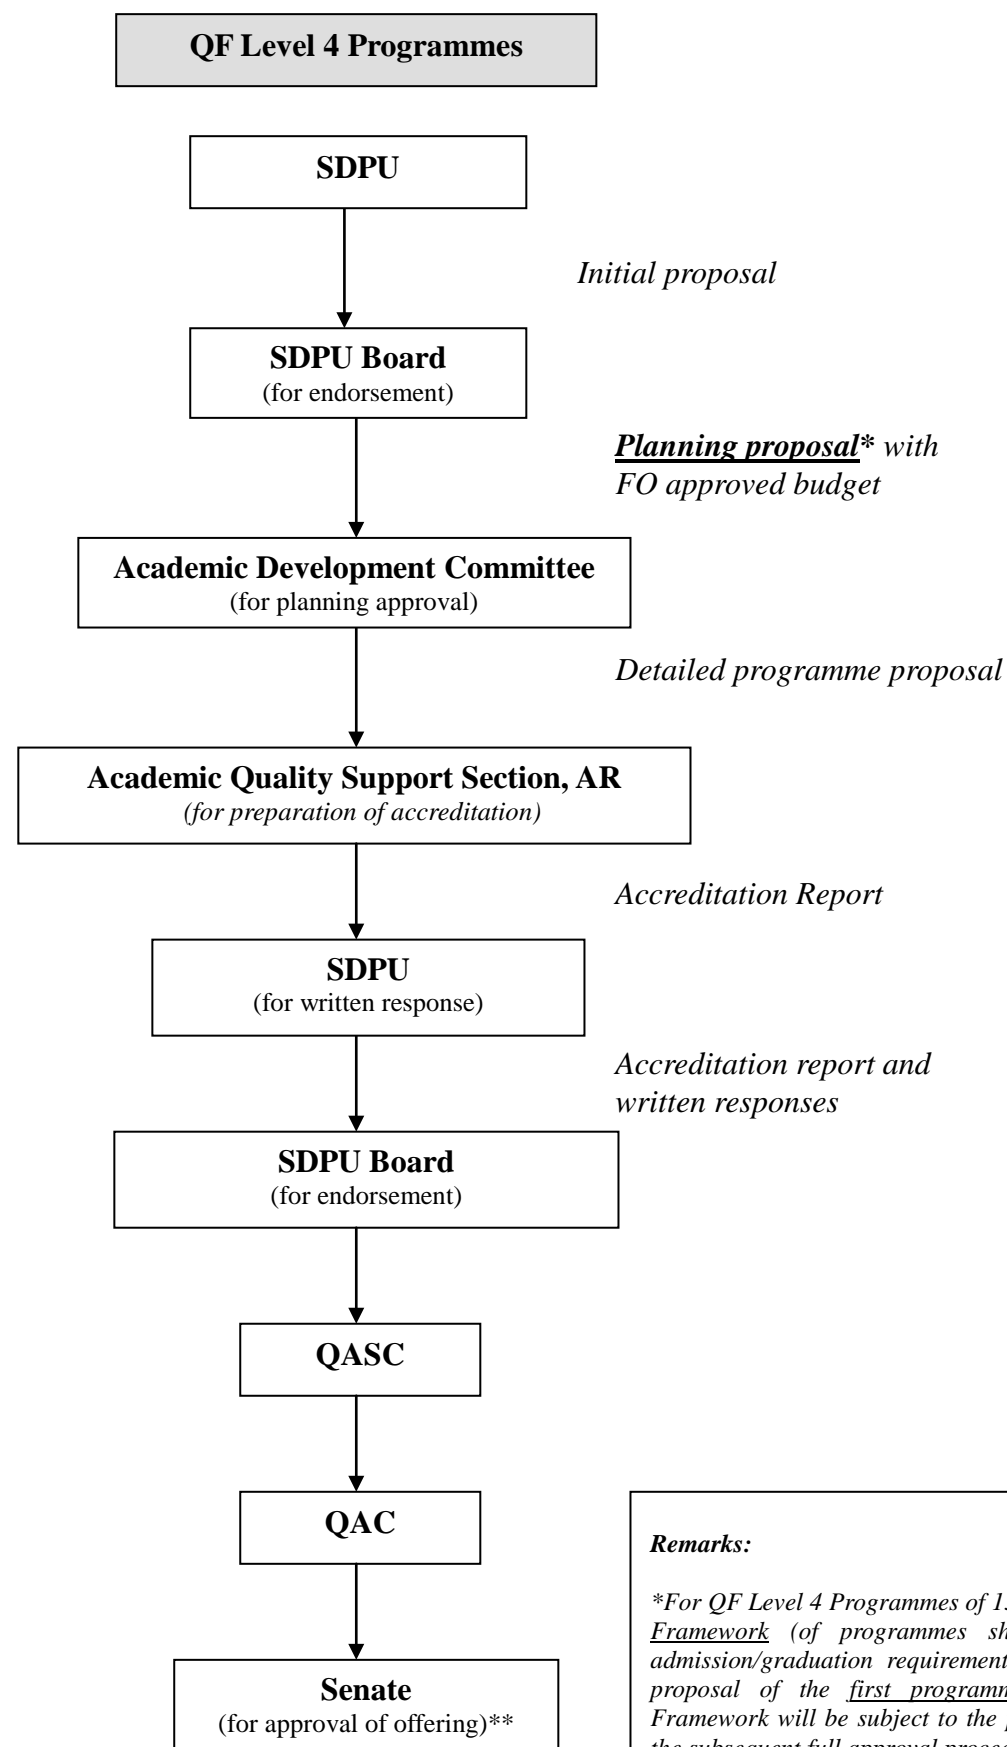 QF Level 4 Programmes
SDPU
Initial proposal
SDPU Board
(for endorsement)
Planning proposal* with
FO approved budget
Academic Development Committee
(for planning approval)
Detailed programme proposal
Academic Quality Support Section, AR
(for preparation of accreditation)
Accreditation Report
SDPU
(for written response)
Accreditation report and
written responses
SDPU Board
(for endorsement)
QASC
QAC
Senate
(for approval of offering)**
Remarks:
*For QF Level 4 Programmes of
Framework (of programmes
admission/graduation
proposal of the first
Framework will be subject to the
the subsequent full approval